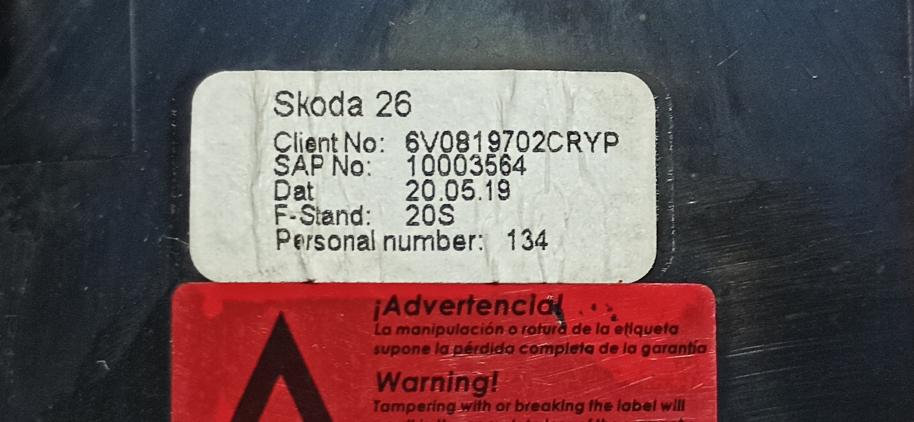 Skoda 26
Client No: 6V0819702CRYP
SAP No: 10003564
Dat 20.05.19
F-Stand: 20S
Personal number: 134
¡Advertencia!
La manipulación o rotura de la etiqueta
supone la pérdida completa de la garantía
Warning!
Tampering with or breaking the label will